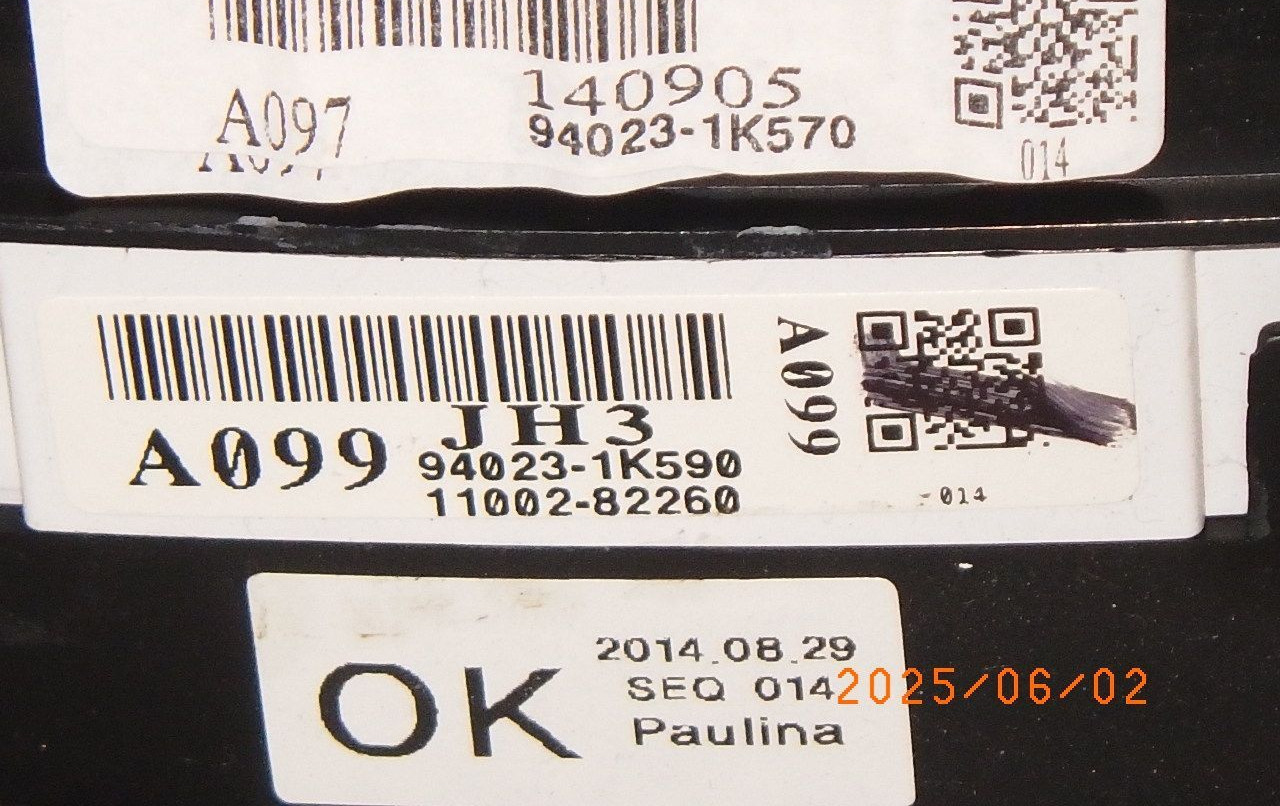 140905
A097
94023-1K570
014
JH3
A099
94023-1K590
11002-82260
A099
-014
2014.08.29
SEQ 014
OK
Paulina
2025/06/02